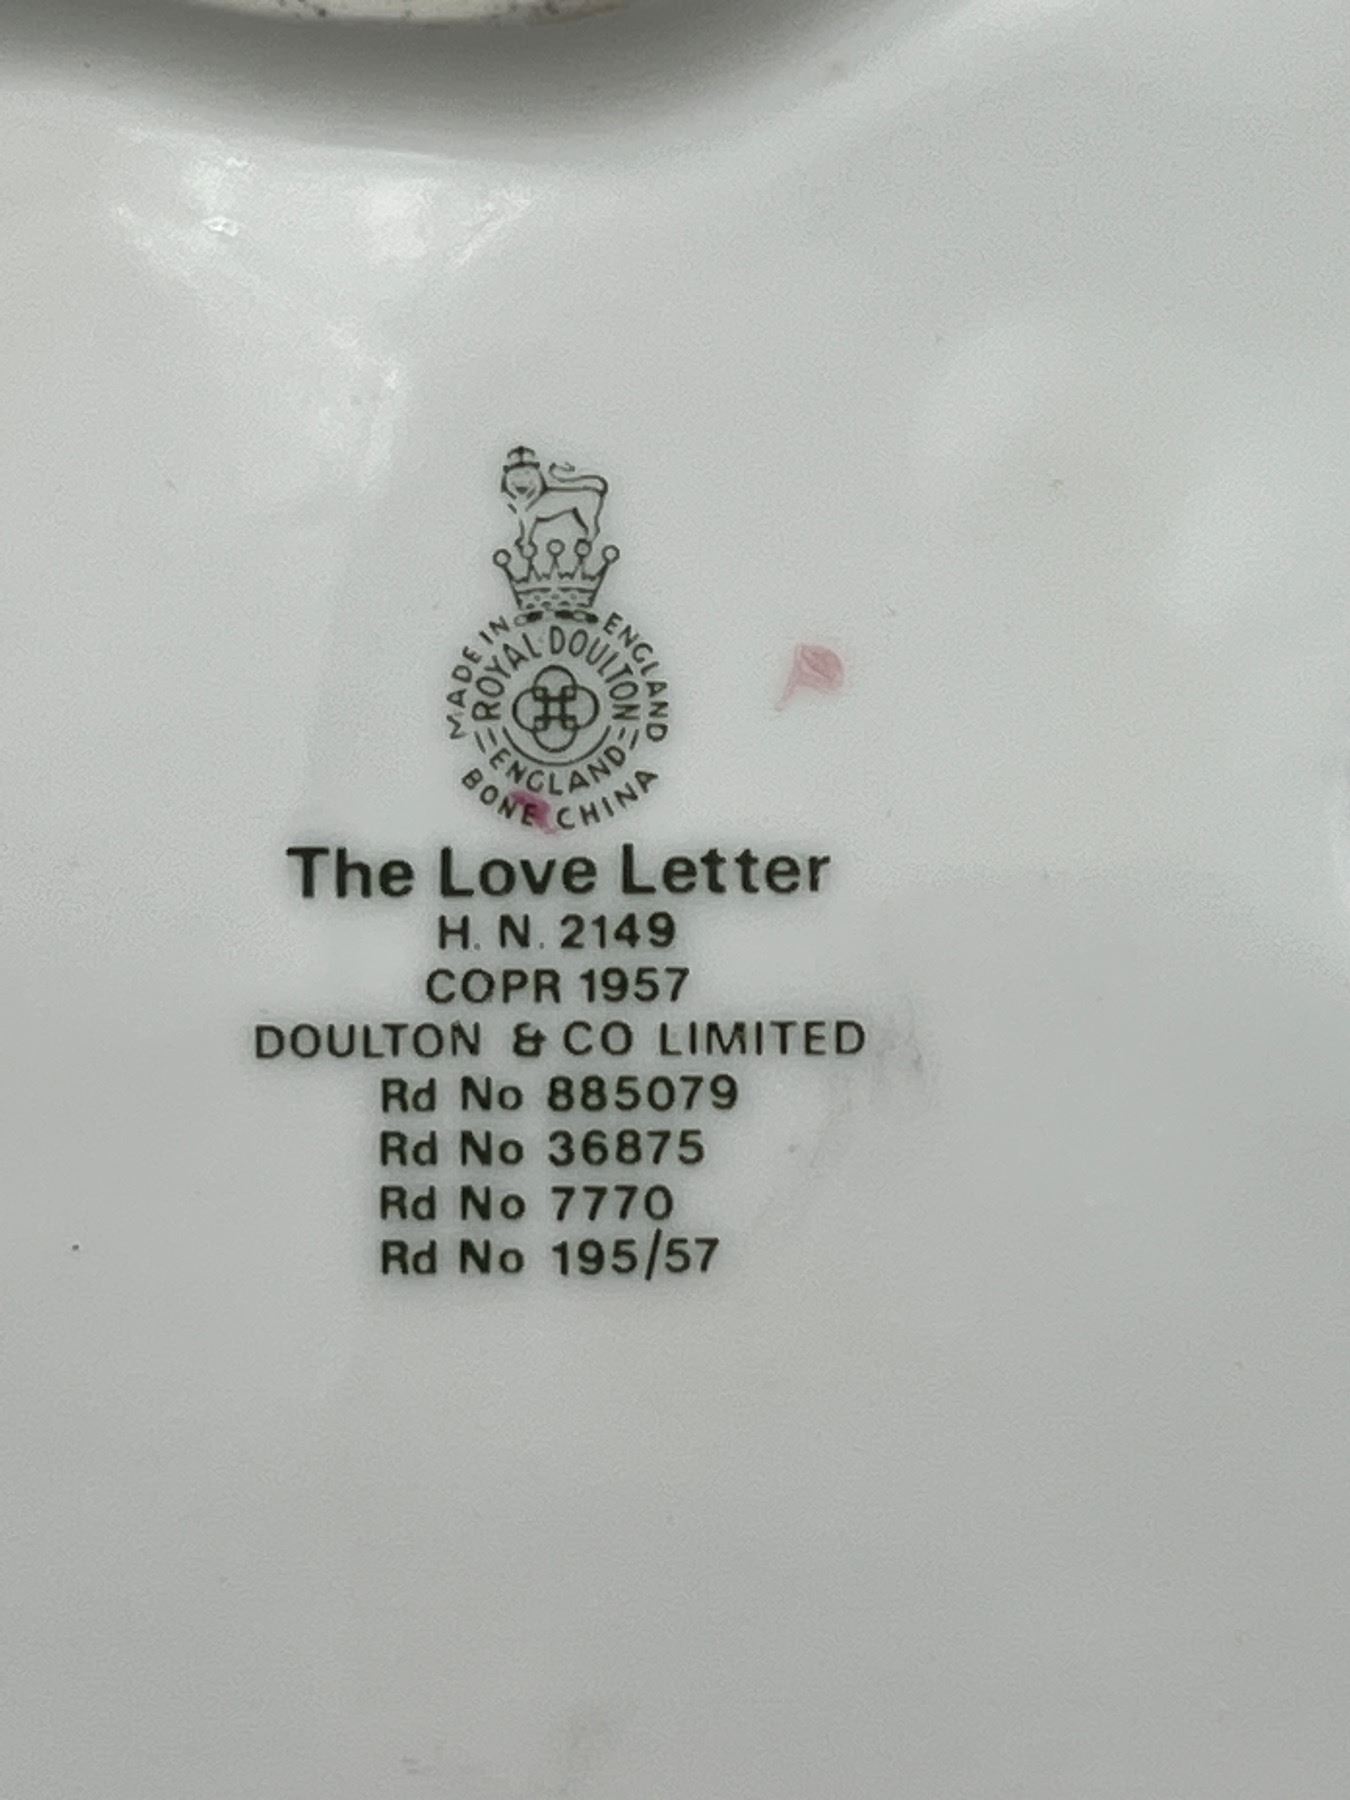 MADE IN ENGLAND
ROYAL DOULTON
ENGLAND
BONE CHINA
The Love Letter
H. N. 2149
COPR 1957
DOULTON & CO LIMITED
Rd No 885079
Rd No 36875
Rd No 7770
Rd No 195/57